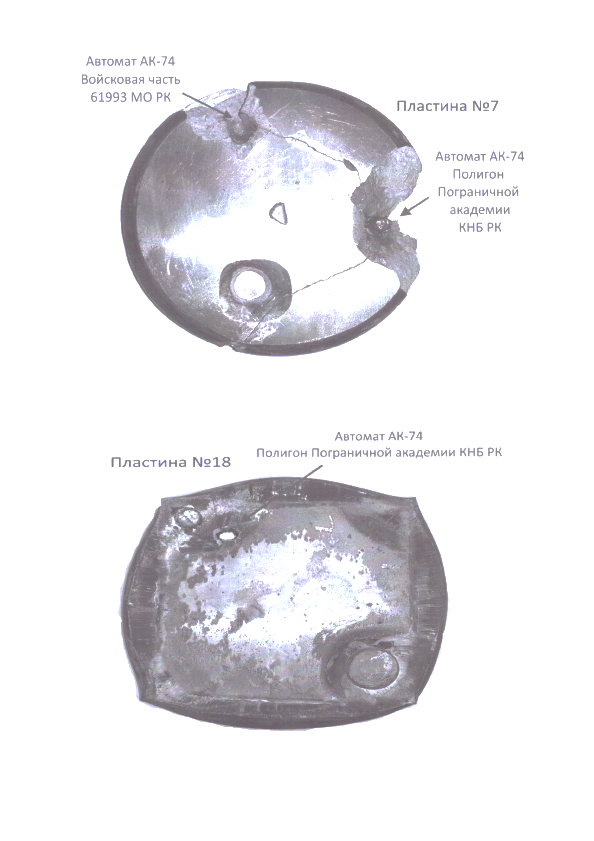 Автомат АК-74
Войсковая часть
61993 МО РК
Пластина №7
Автомат АК-74
Полигон
Пограничной
академии
КНБ РК
Автомат АК-74
Полигон Пограничной академии КНБ РК
Пластина №18